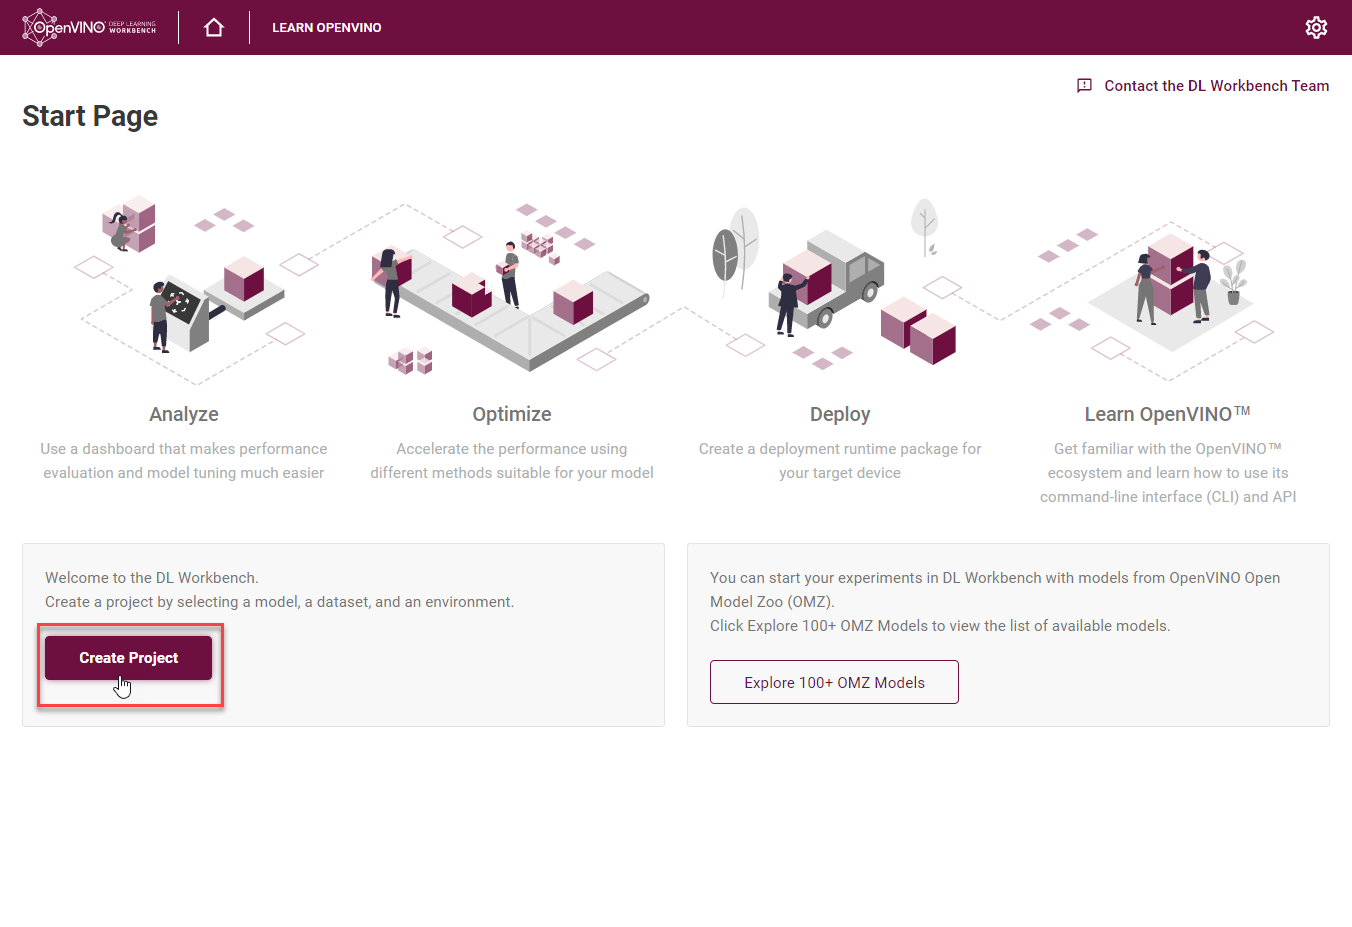 OpenVINO™ DEEP LEARNING
WORKBENCH
LEARN OPENVINO
Contact the DL Workbench Team
Start Page
Analyze
Use a dashboard that makes performance
evaluation and model tuning much easier
Optimize
Accelerate the performance using
different methods suitable for your model
Deploy
Create a deployment runtime package for
your target device
Learn OpenVINO™
Get familiar with the OpenVINO™
ecosystem and learn how to use its
command-line interface (CLI) and API
Welcome to the DL Workbench.
Create a project by selecting a model, a dataset, and an environment.
Create Project
You can start your experiments in DL Workbench with models from OpenVINO Open
Model Zoo (OMZ).
Click Explore 100+ OMZ Models to view the list of available models.
Explore 100+ OMZ Models